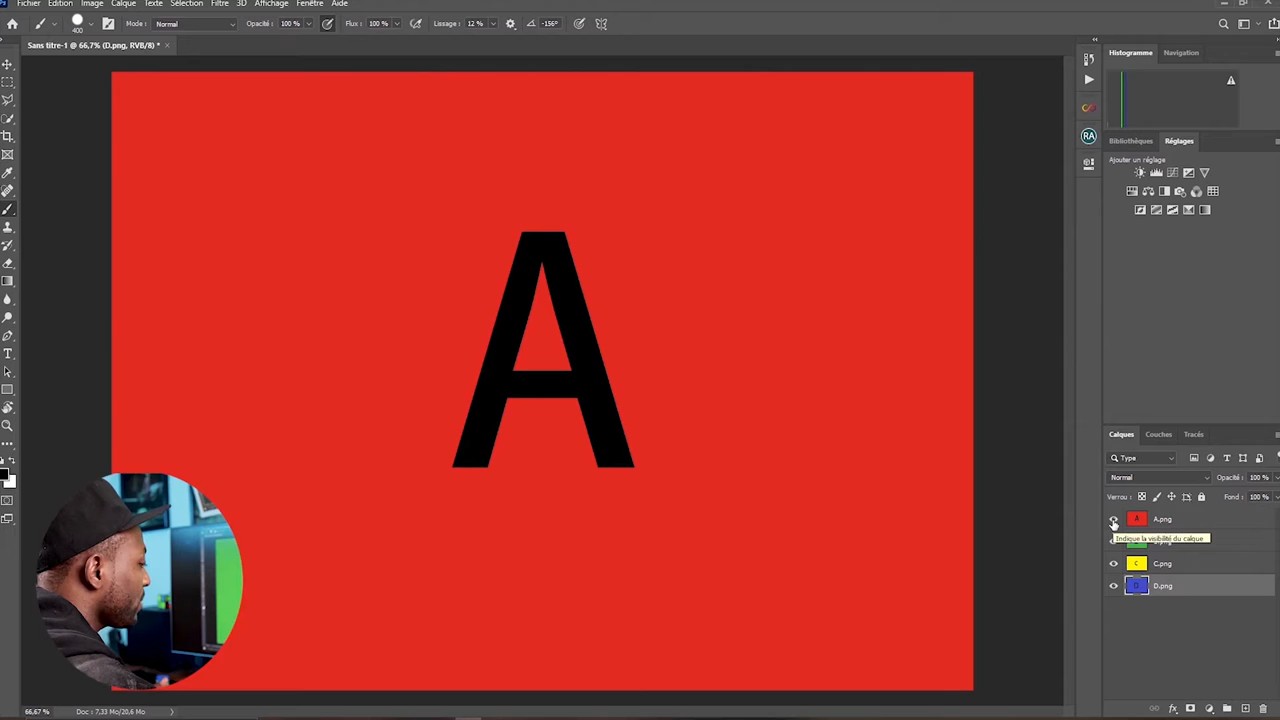 Fichier Edition Image Calque Texte Sélection Filtre 3D Affichage Fenêtre Aide
400 Mode : Normal Opacité : 100 % Flux : 100 % Lissage : 12 % -156°
Sans titre-1 @ 66,7% (D.png, RVB/8) * ×
Histogramme Navigation
RA
Bibliothèques Réglages
Ajouter un réglage
A
Calques Couches Tracés
Type
Normal Opacité : 100 %
Verrou : Fond : 100 %
A.png
Indique la visibilité du calque
C.png
D.png
66,67 % Doc : 7,33 Mo/20,6 Mo